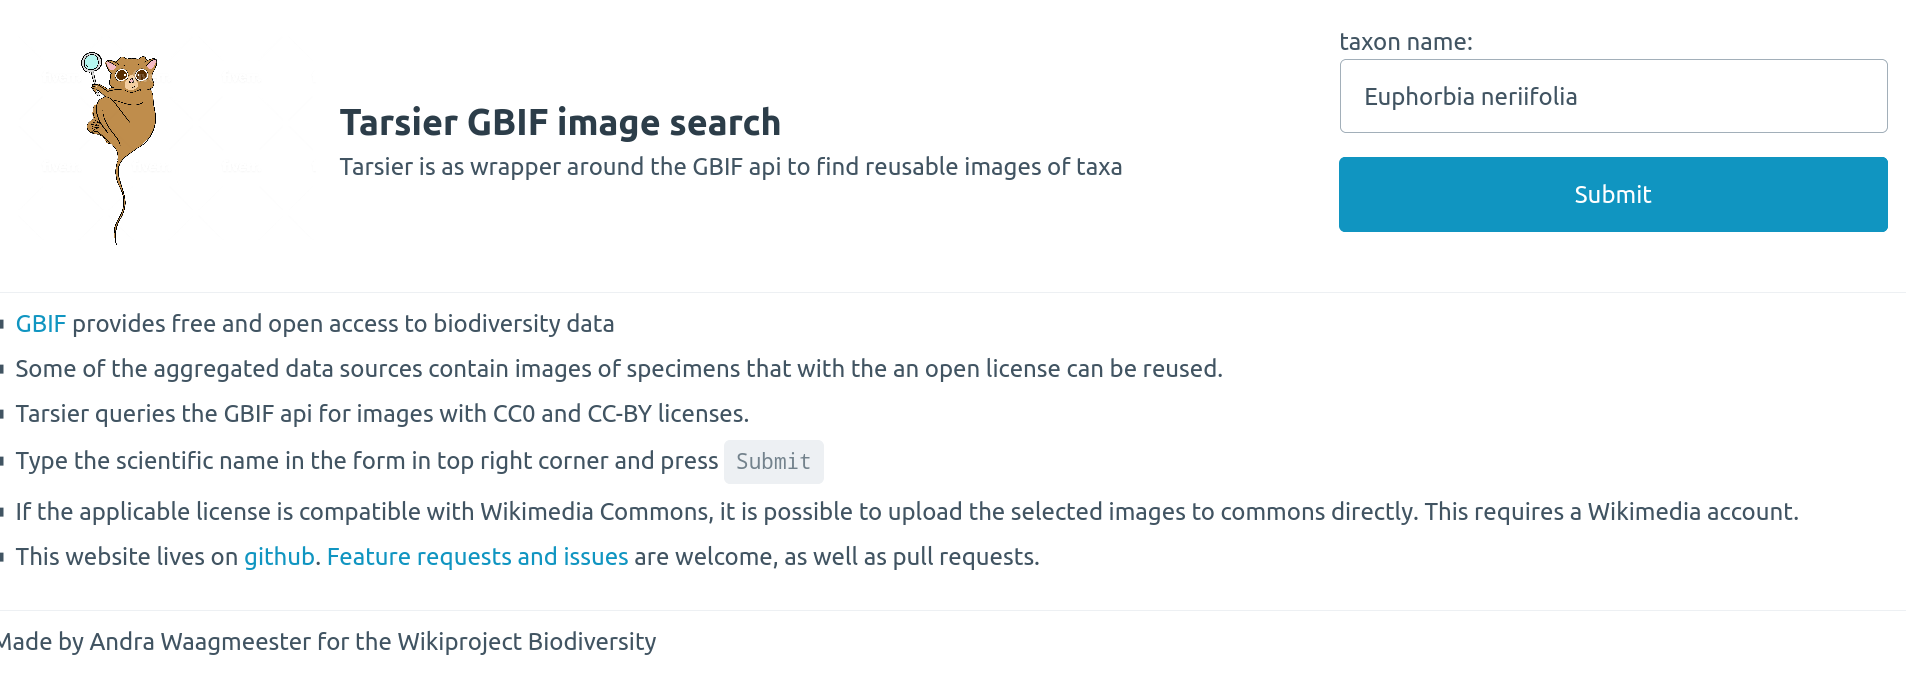 taxon name:
Euphorbia neriifolia
Tarsier GBIF image search
Tarsier is as wrapper around the GBIF api to find reusable images of taxa
Submit
GBIF provides free and open access to biodiversity data
Some of the aggregated data sources contain images of specimens that with the an open license can be reused.
Tarsier queries the GBIF api for images with CC0 and CC-BY licenses.
Type the scientific name in the form in top right corner and press Submit
If the applicable license is compatible with Wikimedia Commons, it is possible to upload the selected images to commons directly. This requires a Wikimedia account.
This website lives on github. Feature requests and issues are welcome, as well as pull requests.
Made by Andra Waagmeester for the Wikiproject Biodiversity